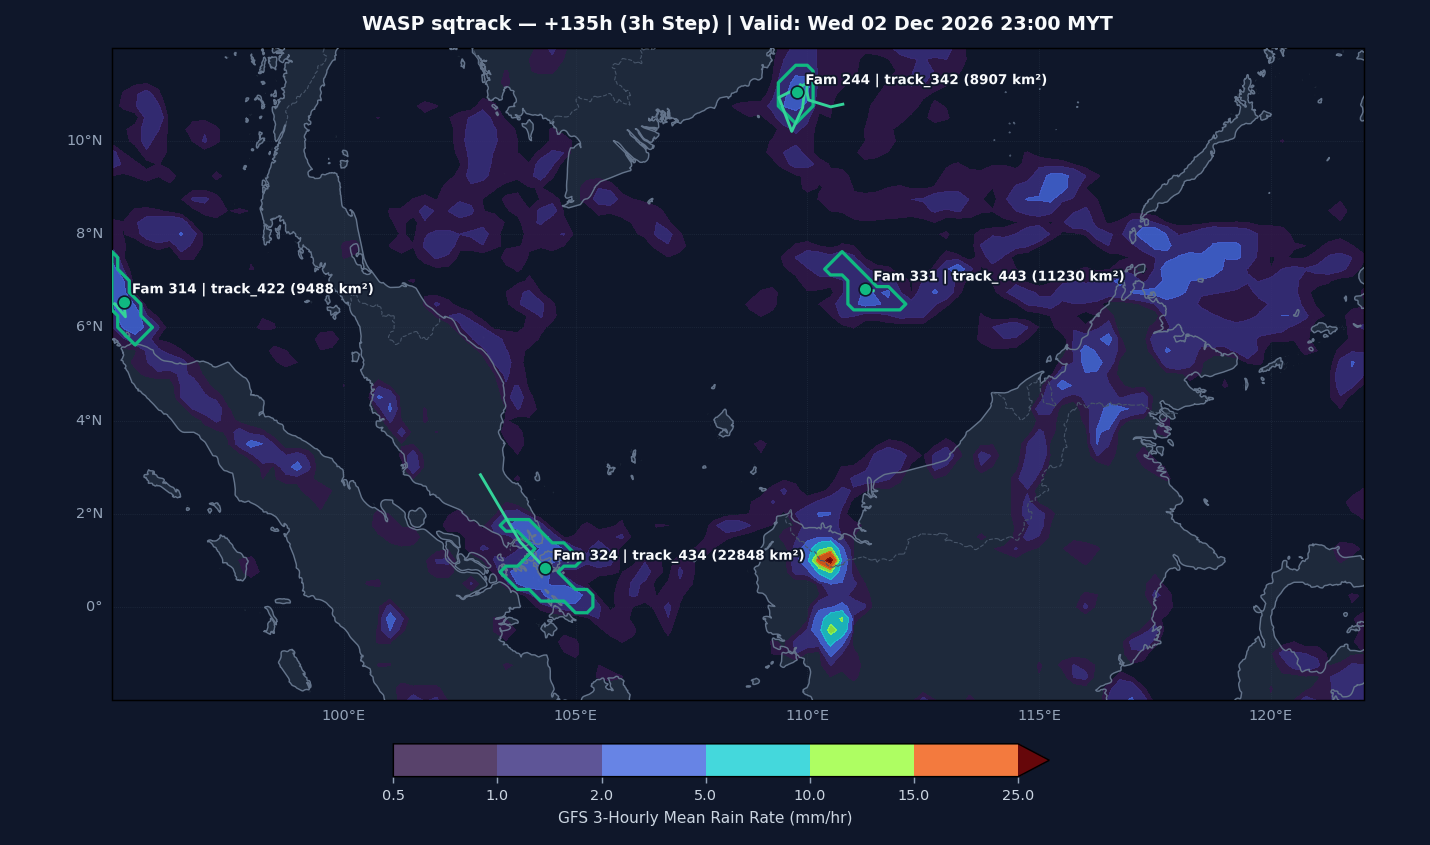 WASP sqtrack — +135h (3h Step) | Valid: Wed 02 Dec 2026 23:00 MYT
Fam 244 | track_342 (8907 km²)
10°N
8°N
Fam 331 | track_443 (11230 km²)
Fam 314 | track_422 (9488 km²)
6°N
4°N
2°N
Fam 324 | track_434 (22848 km²)
0°
100°E 105°E 110°E 115°E 120°E
0.5 1.0 2.0 5.0 10.0 15.0 25.0
GFS 3-Hourly Mean Rain Rate (mm/hr)